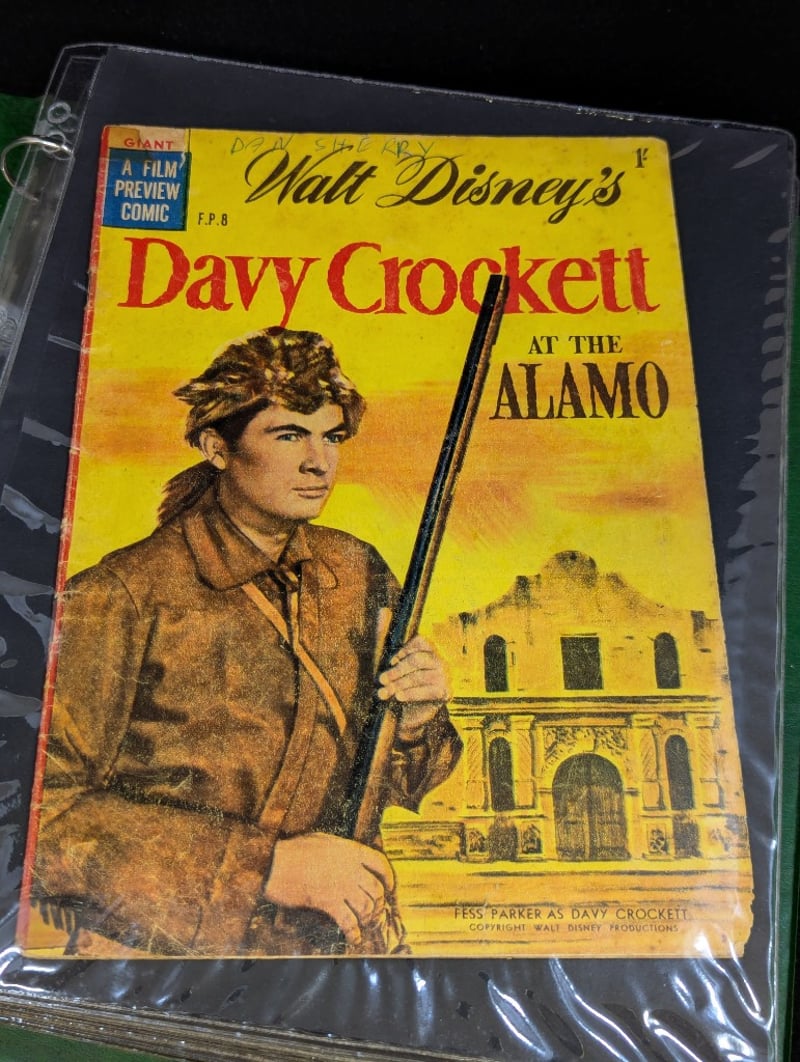 DAN SHERRY
GIANT
A FILM
PREVIEW
COMIC
F.P.8
Walt Disney's
1/-
Davy Crockett
AT THE
ALAMO
FESS PARKER AS DAVY CROCKETT
COPYRIGHT WALT DISNEY PRODUCTIONS